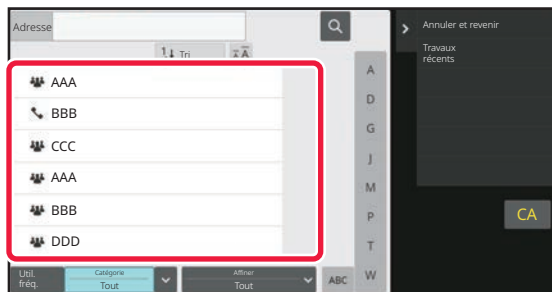 Adresse
1 Tri
A
AAA
BBB
CCC
AAA
BBB
DDD
A
D
G
J
M
P
T
W
Util.
fréq.
Catégorie
Tout
Affiner
Tout
ABC
Annuler et revenir
Travaux
récents
CA